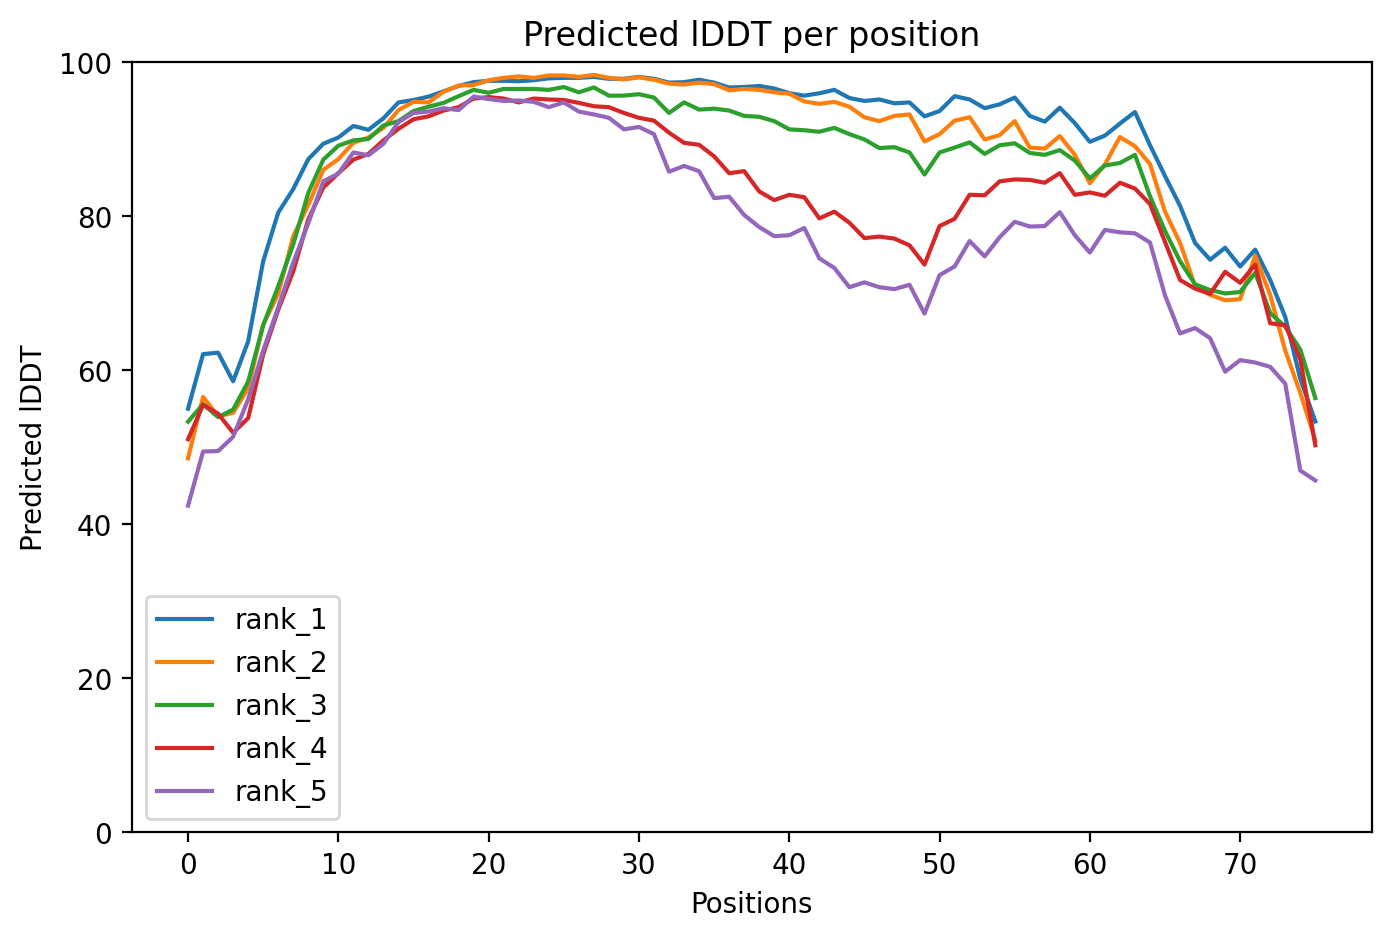 Predicted lDDT per position
100
80
60
40
20
0
Predicted lDDT
rank_1
rank_2
rank_3
rank_4
rank_5
0 10 20 30 40 50 60 70
Positions